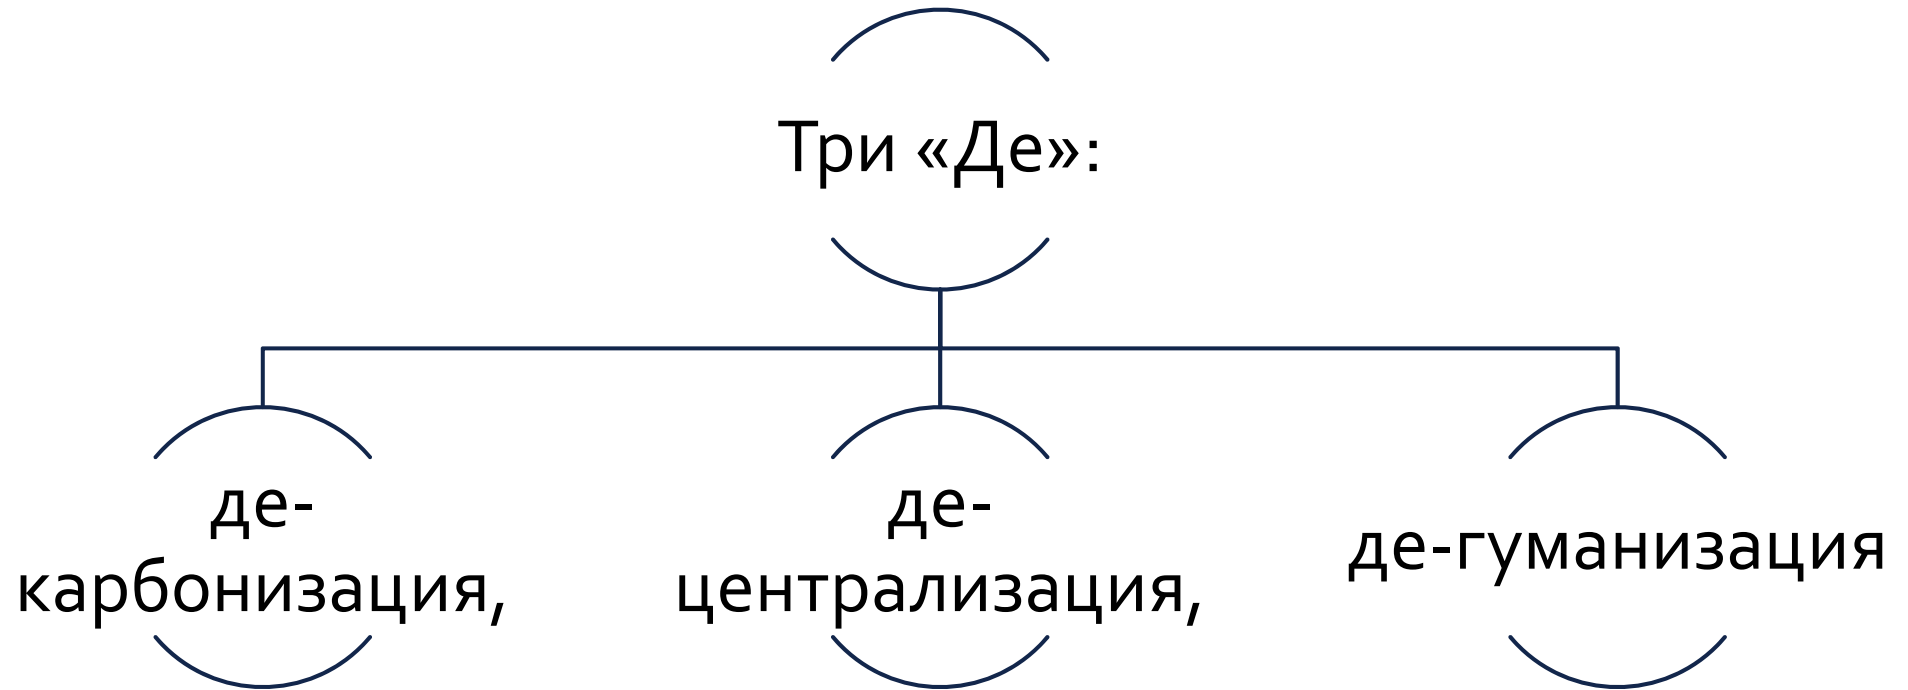 Три «Де»:
де-
карбонизация,
де-
централизация,
де-гуманизация